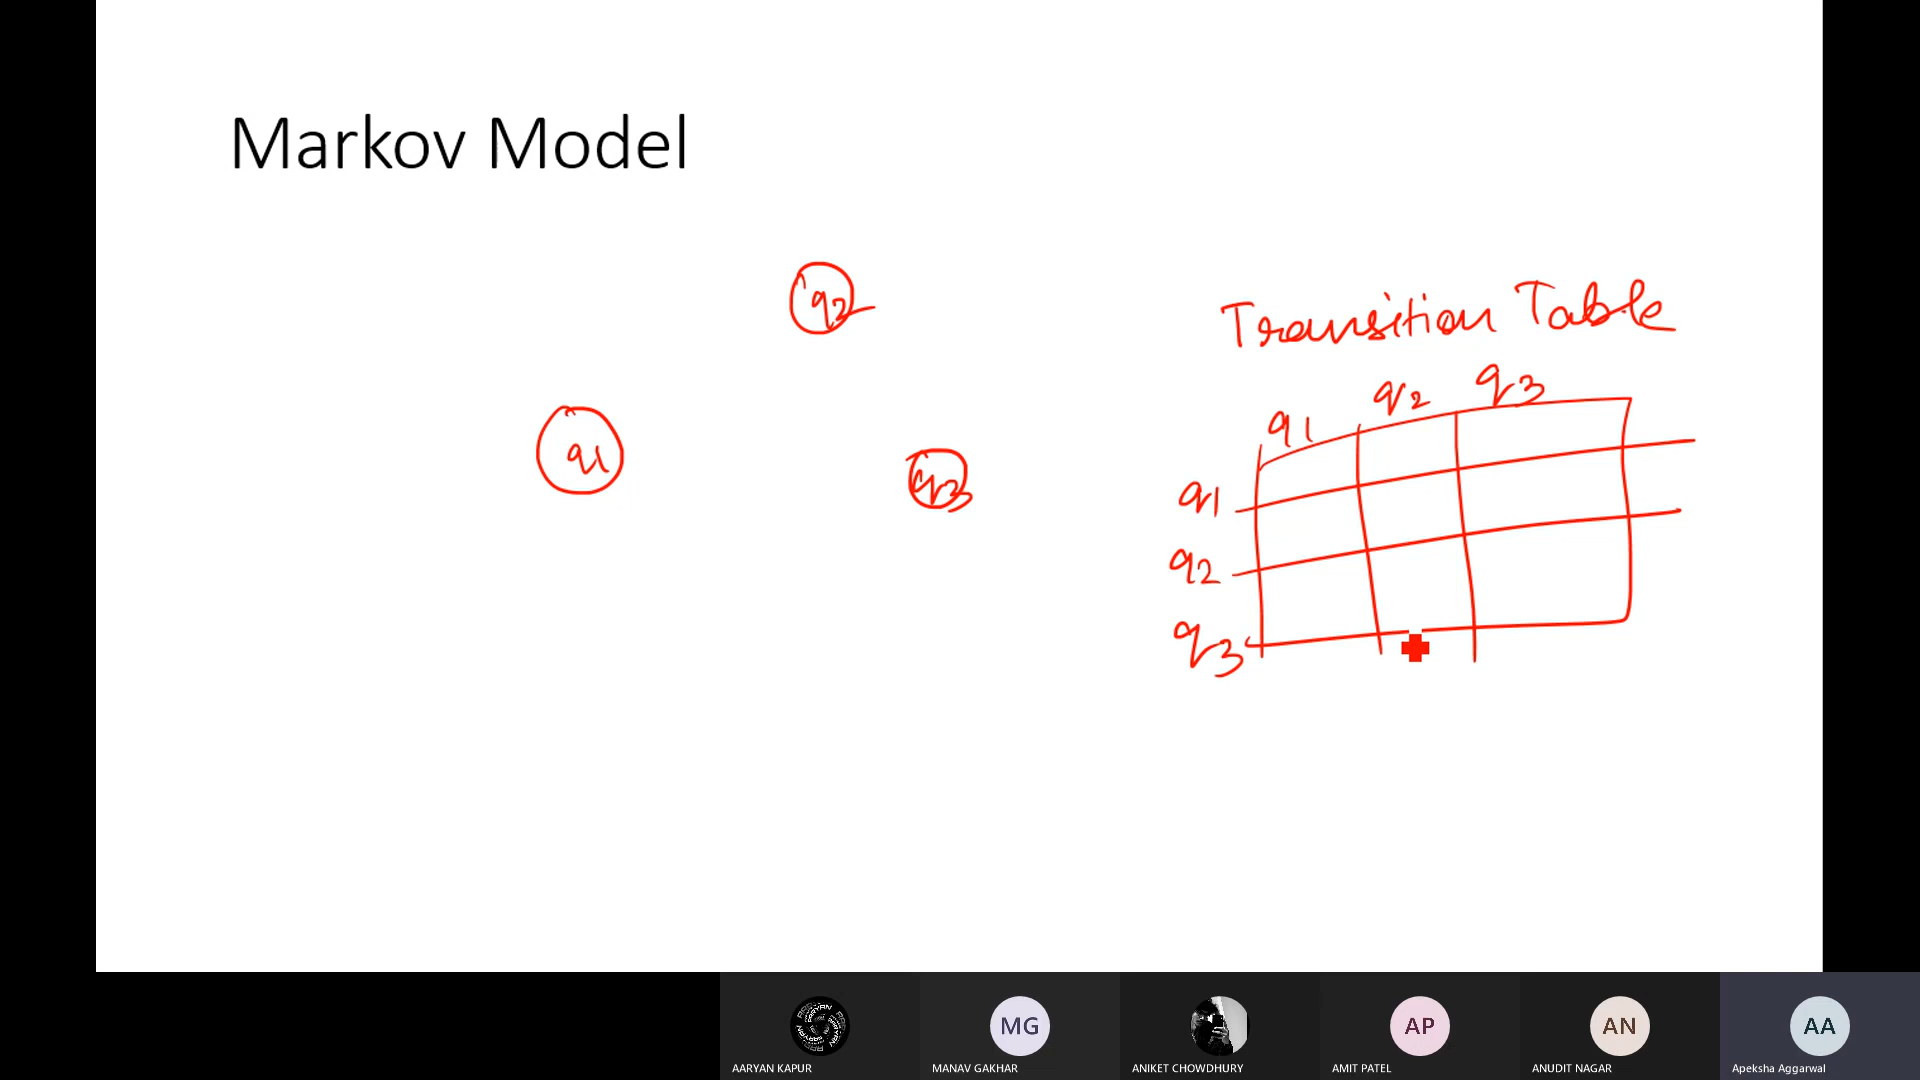 Markov Model
q2
q1
q3
Transition Table
q1 q2 q3
q1
q2
q3
MG AP AN AA
AARYAN KAPUR MANAV GAKHAR ANIKET CHOWDHURY AMIT PATEL ANUDIT NAGAR Apeksha Aggarwal